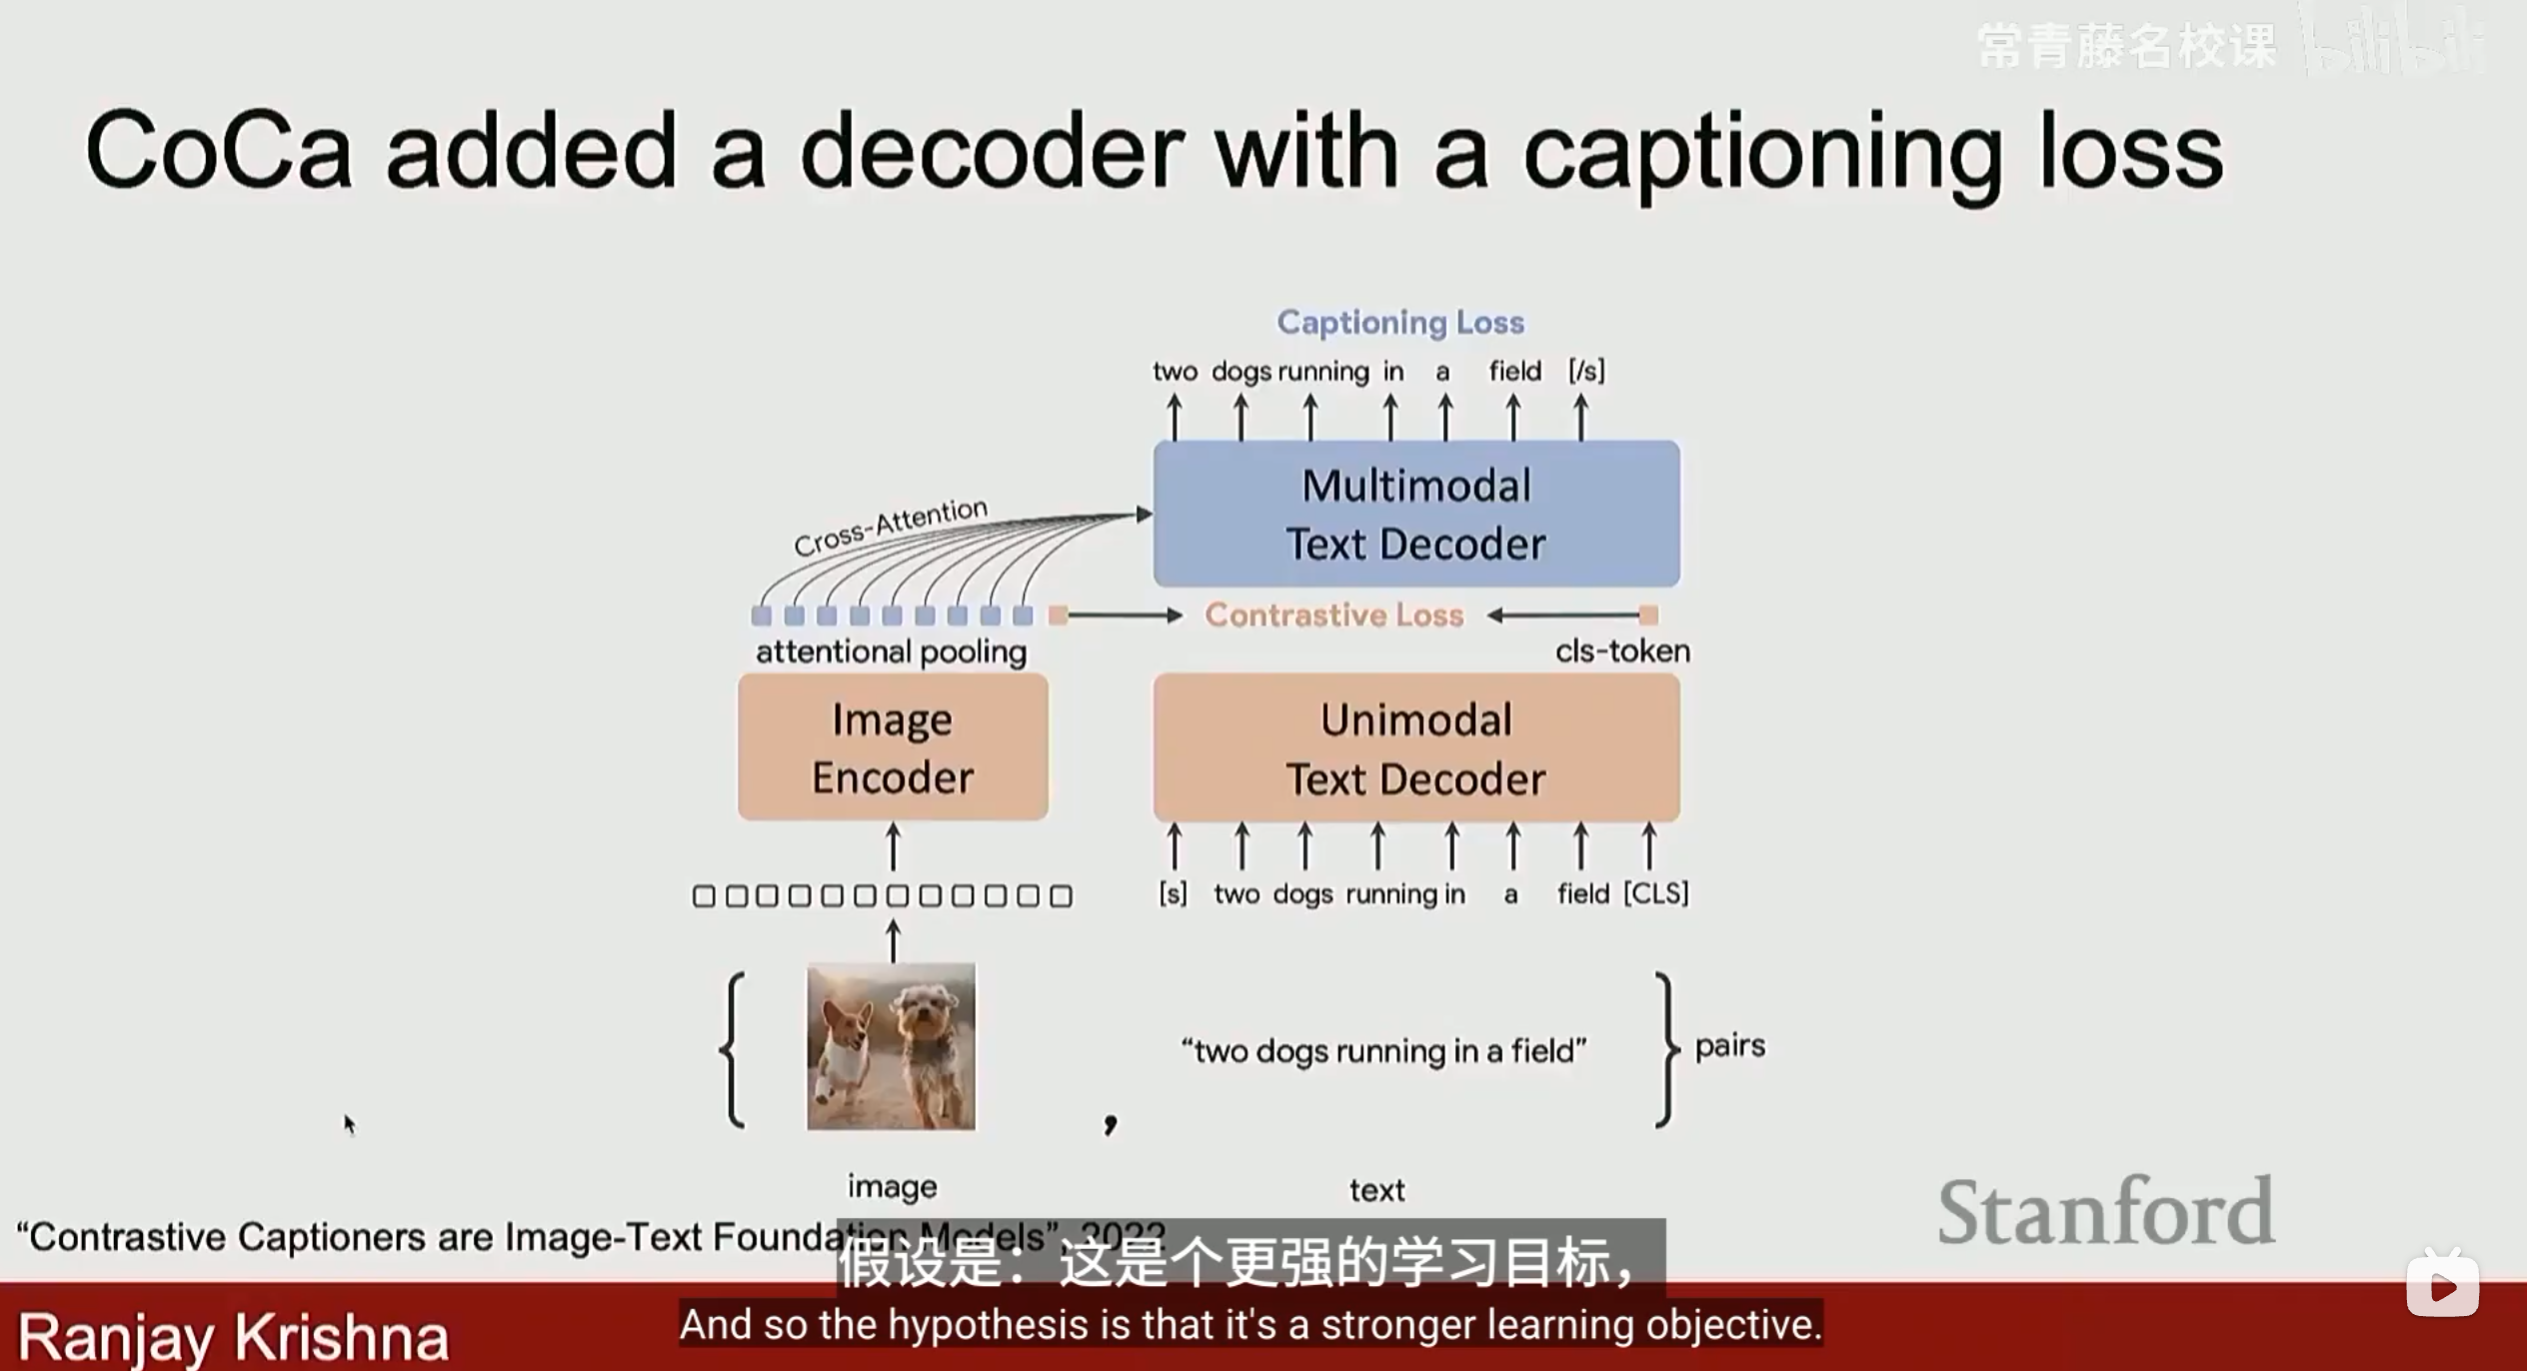 常青藤名校课 bilibili
CoCa added a decoder with a captioning loss
Captioning Loss
two dogs running in a field [/s]
Multimodal
Text Decoder
Cross-Attention
Contrastive Loss
attentional pooling
cls-token
Image
Encoder
Unimodal
Text Decoder
[s] two dogs running in a field [CLS]
“two dogs running in a field”
pairs
,
image
text
Stanford
“Contrastive Captioners are Image-Text Foundation Models”, 2022
假设是：这是个更强的学习目标，
And so the hypothesis is that it's a stronger learning objective.
Ranjay Krishna